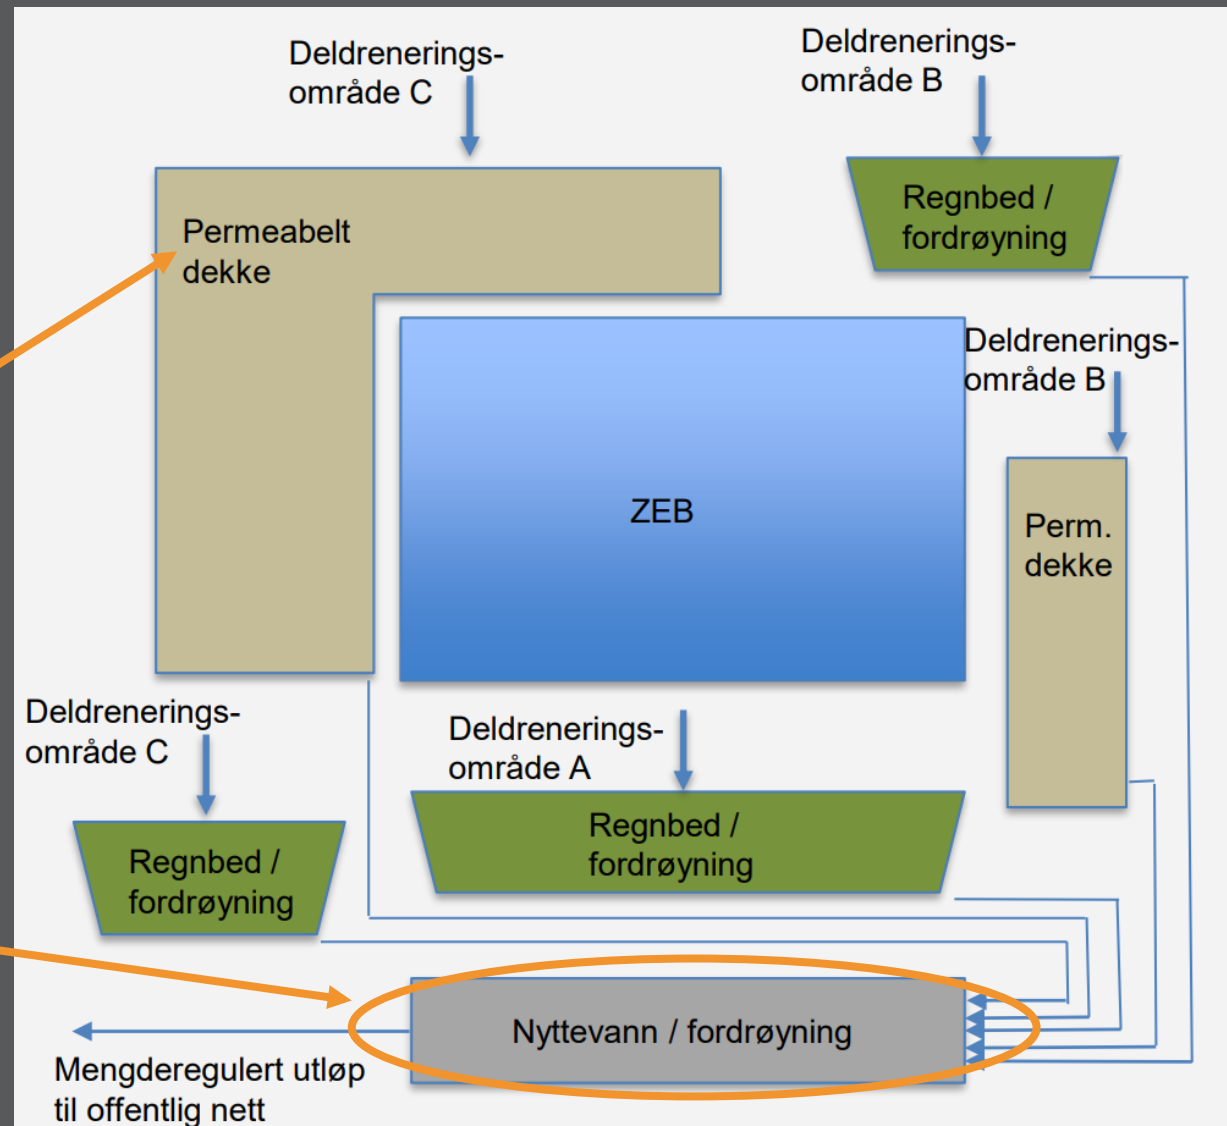 Deldrenerings-
område C
Deldrenerings-
område B
Permeabelt
dekke
Regnbed /
fordrøyning
Deldrenerings-
område B
ZEB
Perm.
dekke
Deldrenerings-
område C
Deldrenerings-
område A
Regnbed /
fordrøyning
Regnbed /
fordrøyning
Nyttevann / fordrøyning
Mengderegulert utløp
til offentlig nett